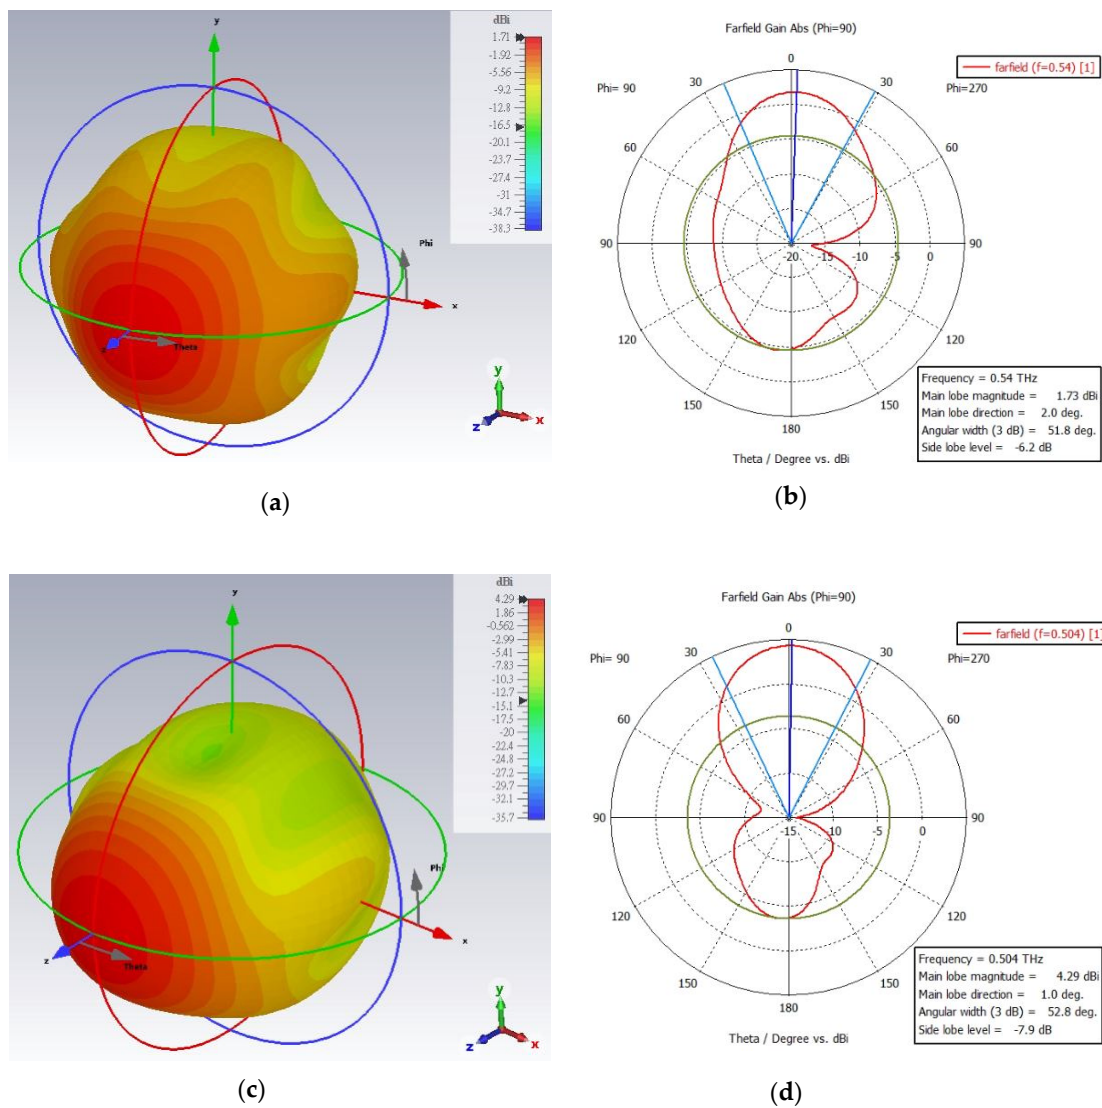 y
dBi
1.71
-1.92
-5.56
-9.2
-12.8
-16.5
-20.1
-23.8
-27.4
-31
-34.7
-38.3
Phi
x
Theta
y
z
x
(a)
Farfield Gain Abs (Phi=90)
farfield (f=0.54) [1]
0
30
30
Phi= 90
Phi=270
60
60
90
90
-20
-15
-10
-5
0
120
120
150
150
180
Theta / Degree vs. dBi
Frequency = 0.54 THz
Main lobe magnitude = 1.73 dBi
Main lobe direction = 2.0 deg.
Angular width (3 dB) = 51.8 deg.
Side lobe level = -6.2 dB
(b)
y
dBi
4.29
1.86
-0.562
-2.99
-5.41
-7.83
-10.3
-12.7
-15.1
-17.5
-20
-22.4
-24.8
-27.2
-29.7
-32.1
-35.7
Phi
x
z
Theta
y
z
x
(c)
Farfield Gain Abs (Phi=90)
farfield (f=0.504) [1]
0
30
30
Phi= 90
Phi=270
60
60
90
90
-15
-10
-5
0
120
120
150
150
180
Theta / Degree vs. dBi
Frequency = 0.504 THz
Main lobe magnitude = 4.29 dBi
Main lobe direction = 1.0 deg.
Angular width (3 dB) = 52.8 deg.
Side lobe level = -7.9 dB
(d)